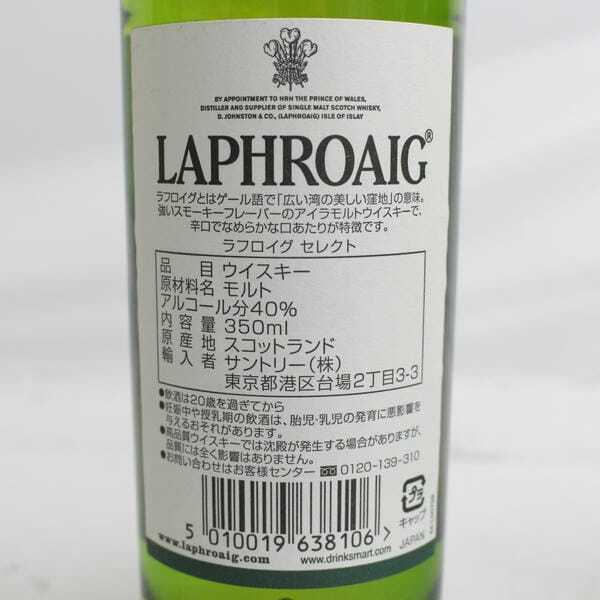 BY APPOINTMENT TO HRH THE PRINCE OF WALES,
DISTILLER AND SUPPLIER OF SINGLE MALT SCOTCH WHISKY,
D. JOHNSTON & CO., (LAPHROAIG) ISLE OF ISLAY
LAPHROAIG®
ラフロイグとはゲール語で「広い湾の美しい窪地」の意味。
強いスモーキーフレーバーのアイラモルトウイスキーで、
辛口でなめらかな口あたりが特徴です。
ラフロイグ セレクト
品目 ウイスキー
原材料名 モルト
アルコール分40%
内容量 350ml
原産地 スコットランド
輸入者 サントリー(株)
東京都港区台場2丁目3-3
●飲酒は20歳を過ぎてから
●妊娠中や授乳期の飲酒は、胎児・乳児の発育に悪影響を
与えるおそれがあります。
●高品質ウイスキーでは沈殿が発生する場合がありますが、
品質には全く影響はありません。
●お問い合わせはお客様センター 0120-139-310
プラ
キャップ
5 010019 638106 >
www.laphroaig.com
www.drinksmart.com
JAPAN